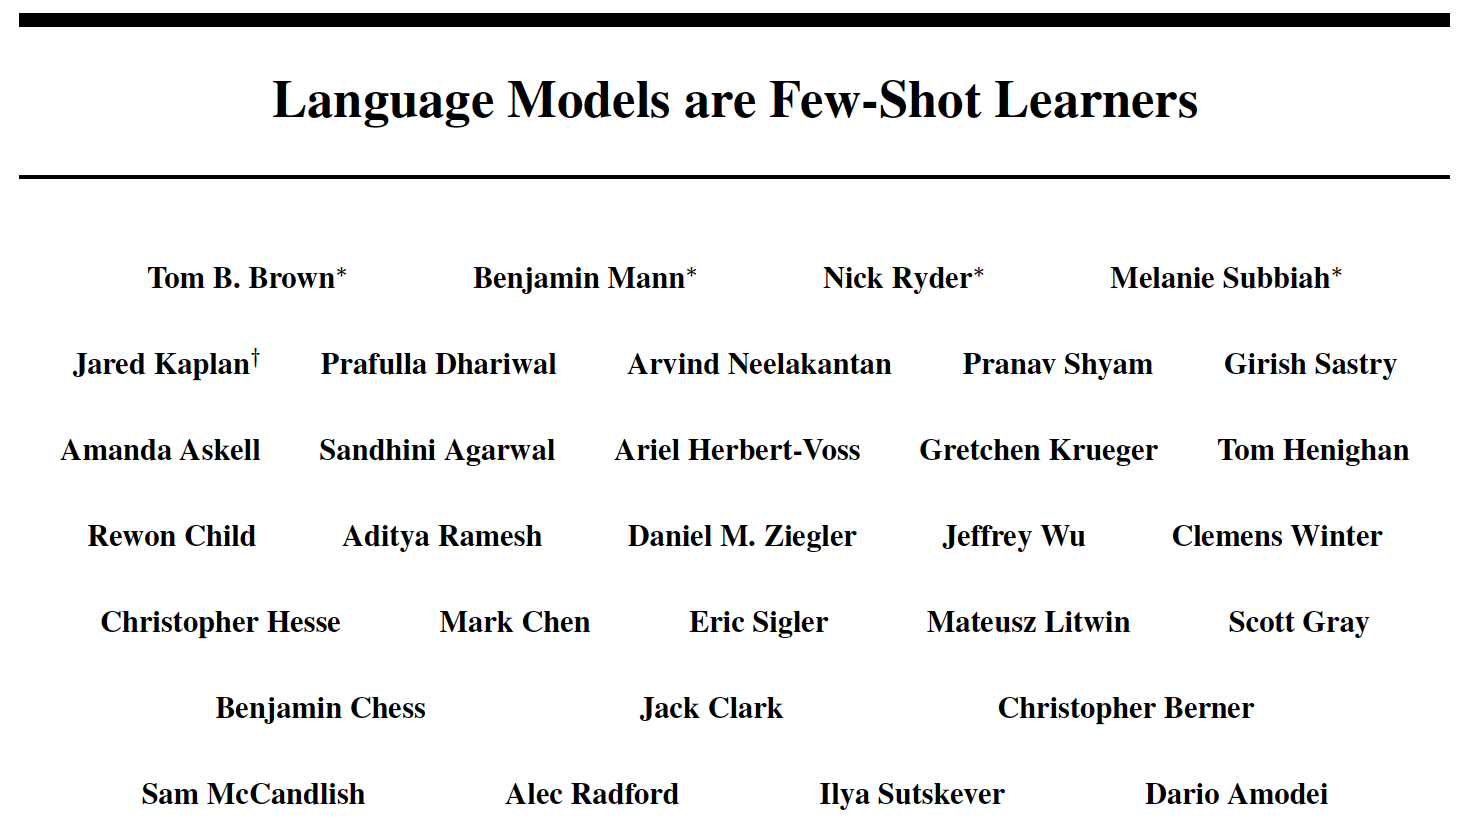 Language Models are Few-Shot Learners
Tom B. Brown* Benjamin Mann* Nick Ryder* Melanie Subbiah*
Jared Kaplan† Prafulla Dhariwal Arvind Neelakantan Pranav Shyam Girish Sastry
Amanda Askell Sandhini Agarwal Ariel Herbert-Voss Gretchen Krueger Tom Henighan
Rewon Child Aditya Ramesh Daniel M. Ziegler Jeffrey Wu Clemens Winter
Christopher Hesse Mark Chen Eric Sigler Mateusz Litwin Scott Gray
Benjamin Chess Jack Clark Christopher Berner
Sam McCandlish Alec Radford Ilya Sutskever Dario Amodei